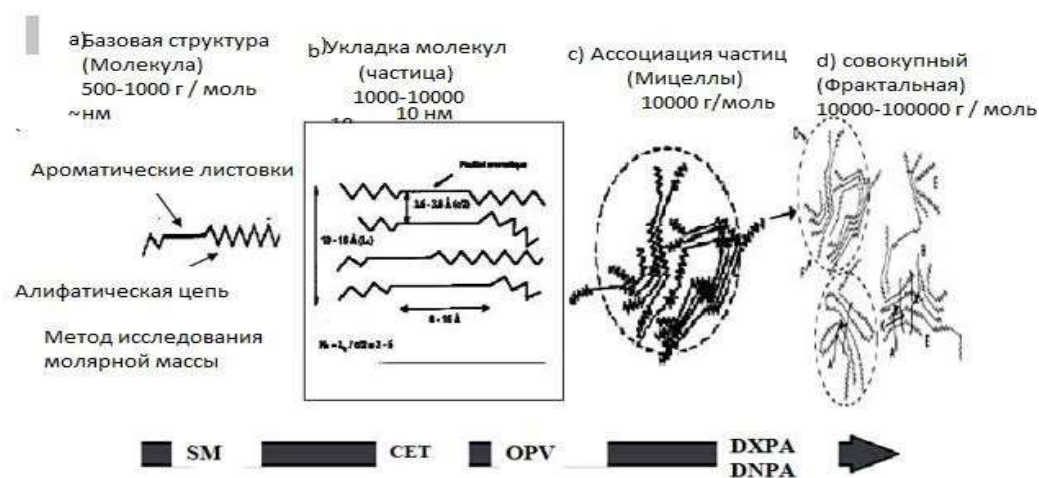 a)Базовая структура
(Молекула)
500-1000 г / моль
~нм
b)Укладка молекул
(частица)
1000-10000
10 нм
c) Ассоциация частиц
(Мицеллы)
10000 г/моль
d) совокупный
(Фрактальная)
10000-100000 г / моль
Ароматические листовки
Алифатическая цепь
Метод исследования
молярной массы
SM
CET
OPV
DXPA
DNPA